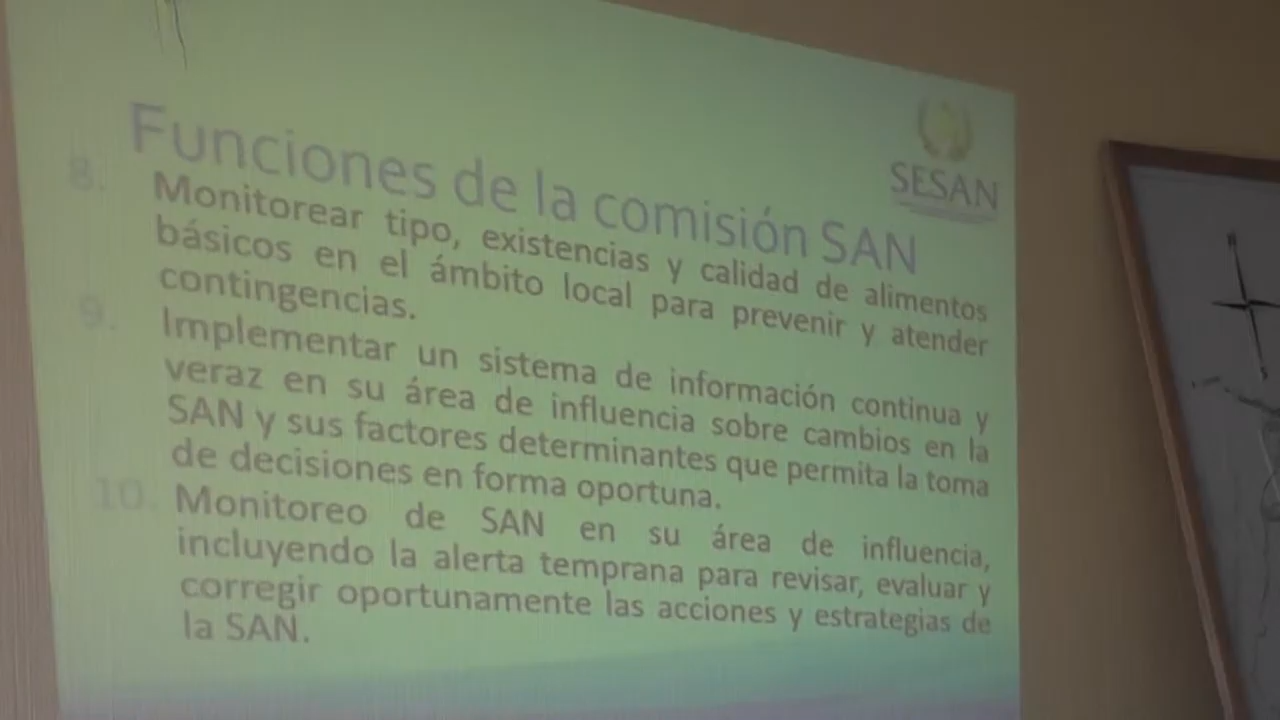 SESAN
Funciones de la comisión SAN
8. Monitorear tipo, existencias y calidad de alimentos
básicos en el ámbito local para prevenir y atender
contingencias.
9. Implementar un sistema de información continua y
veraz en su área de influencia sobre cambios en la
SAN y sus factores determinantes que permita la toma
de decisiones en forma oportuna.
10. Monitoreo de SAN en su área de influencia,
incluyendo la alerta temprana para revisar, evaluar y
corregir oportunamente las acciones y estrategias de
la SAN.